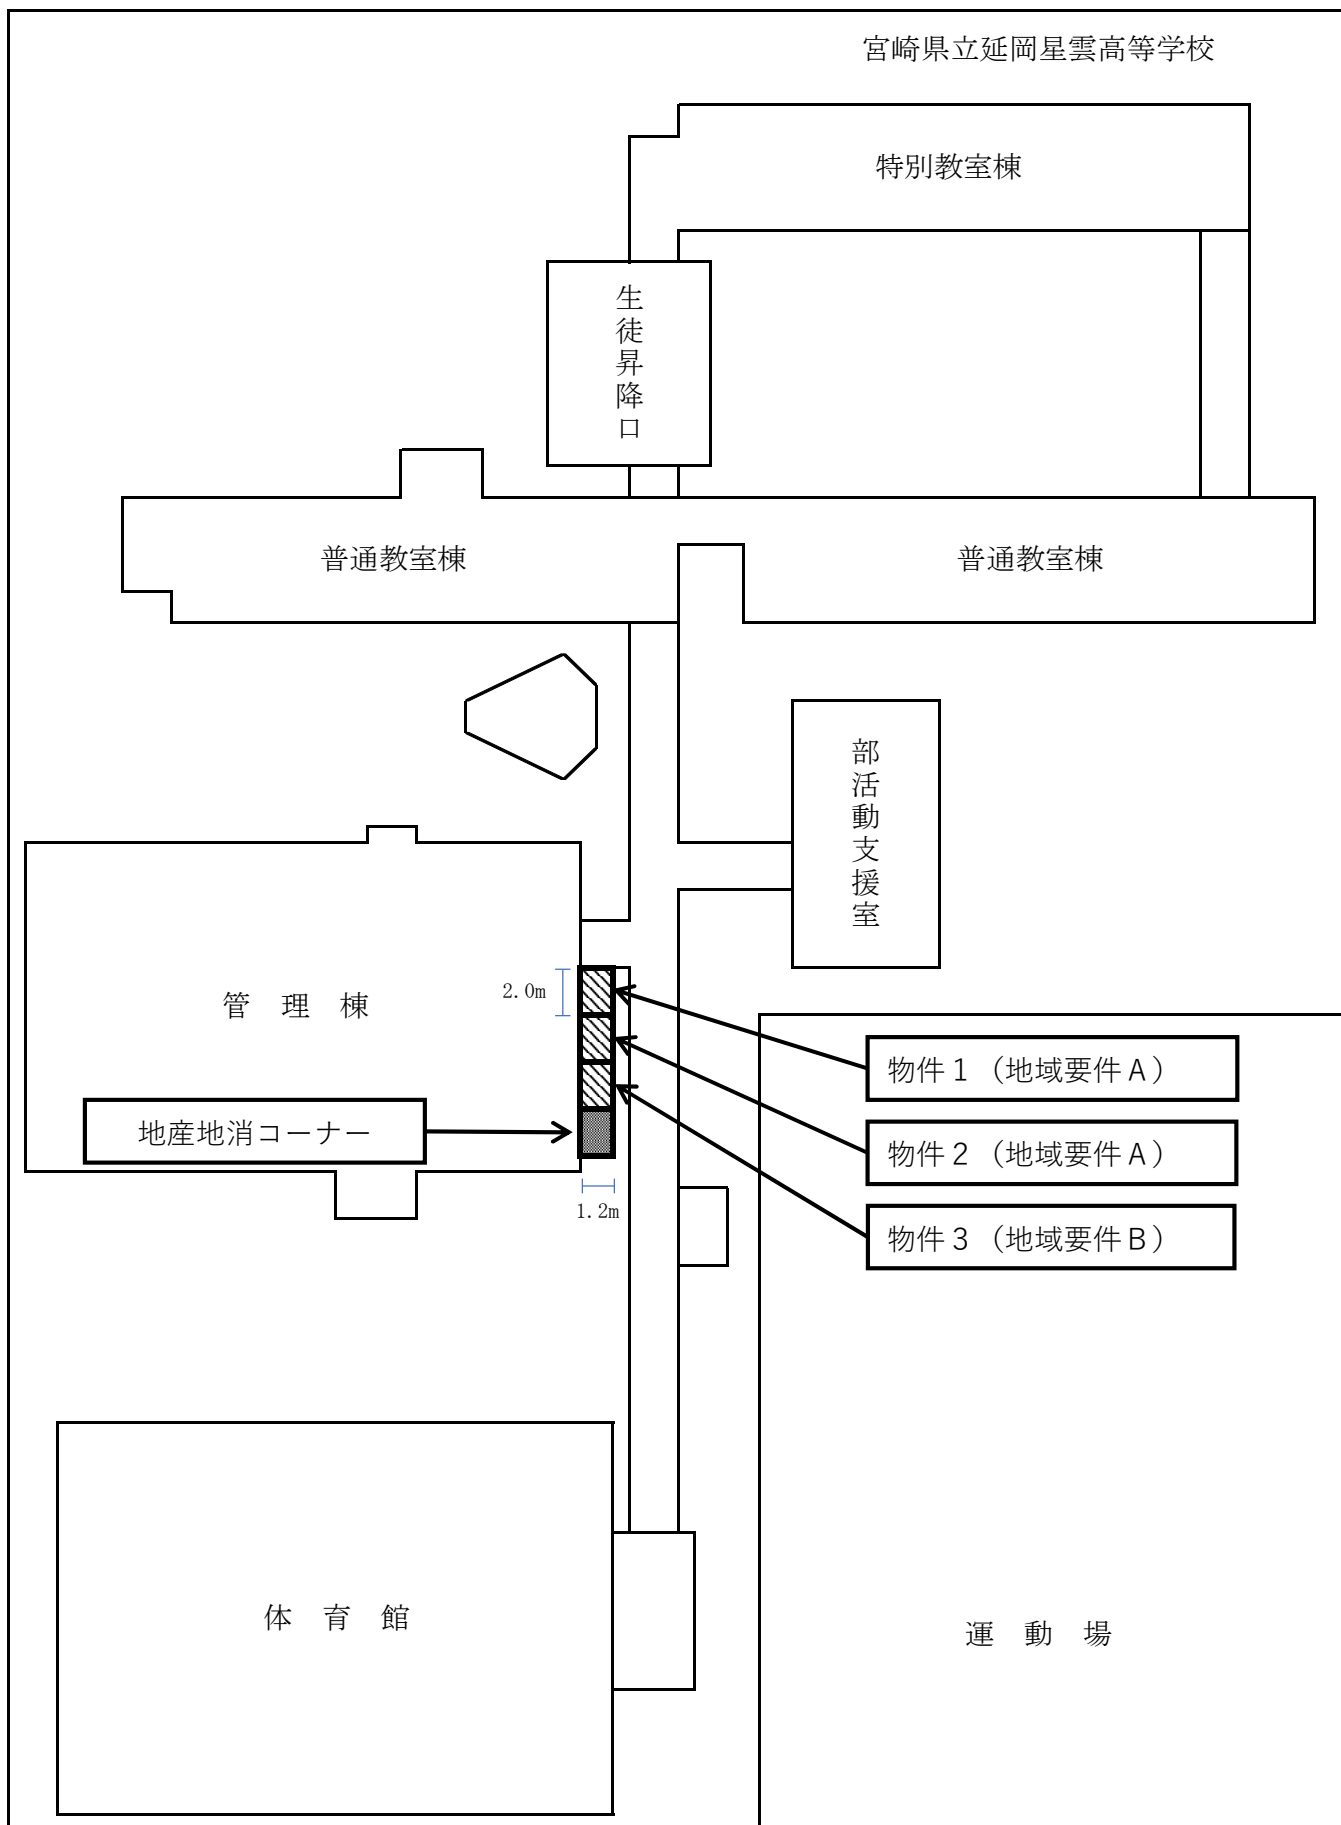 宮崎県立延岡星雲高等学校
特別教室棟
生徒昇降口
普通教室棟
普通教室棟
部活動支援室
2.0m
管　理　棟
物件１（地域要件Ａ）
地産地消コーナー
物件２（地域要件Ａ）
1.2m
物件３（地域要件Ｂ）
体　育　館
運　動　場